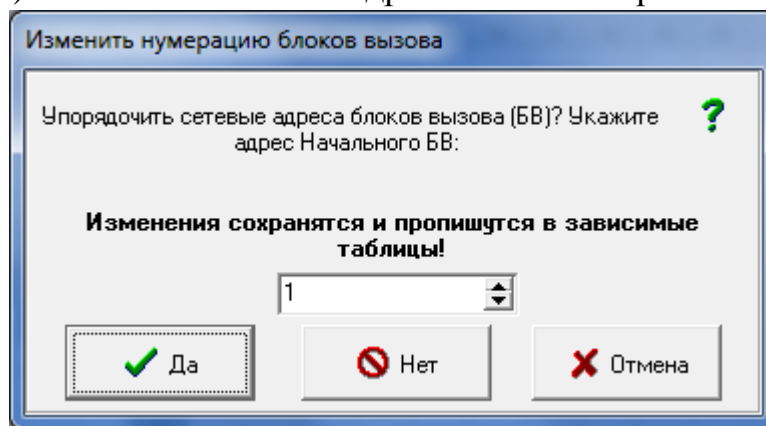 Изменить нумерацию блоков вызова
Упорядочить сетевые адреса блоков вызова (БВ)? Укажите
адрес Начального БВ:
Изменения сохранятся и пропишутся в зависимые
таблицы!
1
Да
Нет
Отмена